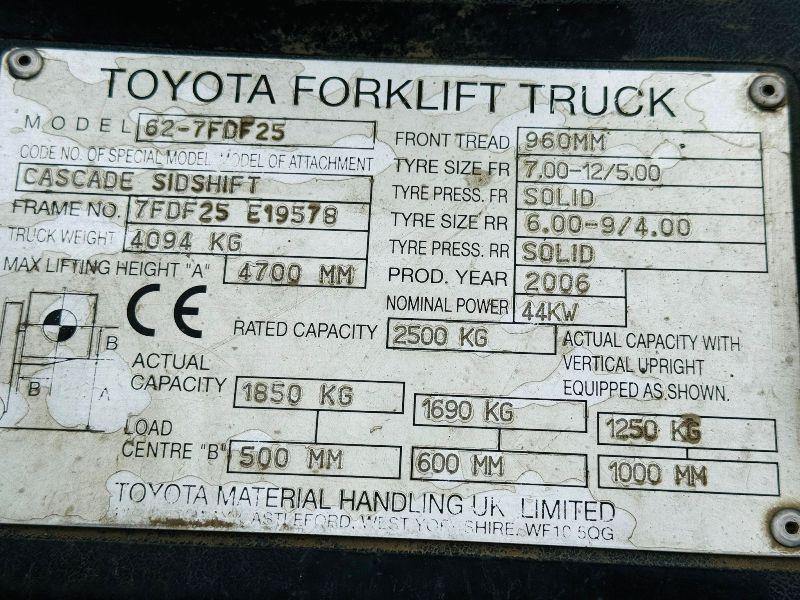 TOYOTA FORKLIFT TRUCK
MODEL 62-7FDF25
CODE NO. OF SPECIAL MODEL, MODEL OF ATTACHMENT
CASCADE SIDSHIFT
FRAME NO. 7FDF25 E19578
TRUCK WEIGHT 4094 KG
MAX LIFTING HEIGHT "A" 4700 MM
FRONT TREAD 960MM
TYRE SIZE FR 7.00-12/5.00
TYRE PRESS. FR SOLID
TYRE SIZE RR 6.00-9/4.00
TYRE PRESS. RR SOLID
PROD. YEAR 2006
NOMINAL POWER 44KW
B
B
A
CE
RATED CAPACITY 2500 KG
ACTUAL CAPACITY WITH
VERTICAL UPRIGHT
EQUIPPED AS SHOWN.
ACTUAL
CAPACITY 1850 KG 1690 KG 1250 KG
LOAD
CENTRE "B" 500 MM 600 MM 1000 MM
TOYOTA MATERIAL HANDLING UK LIMITED
WF10 5QG